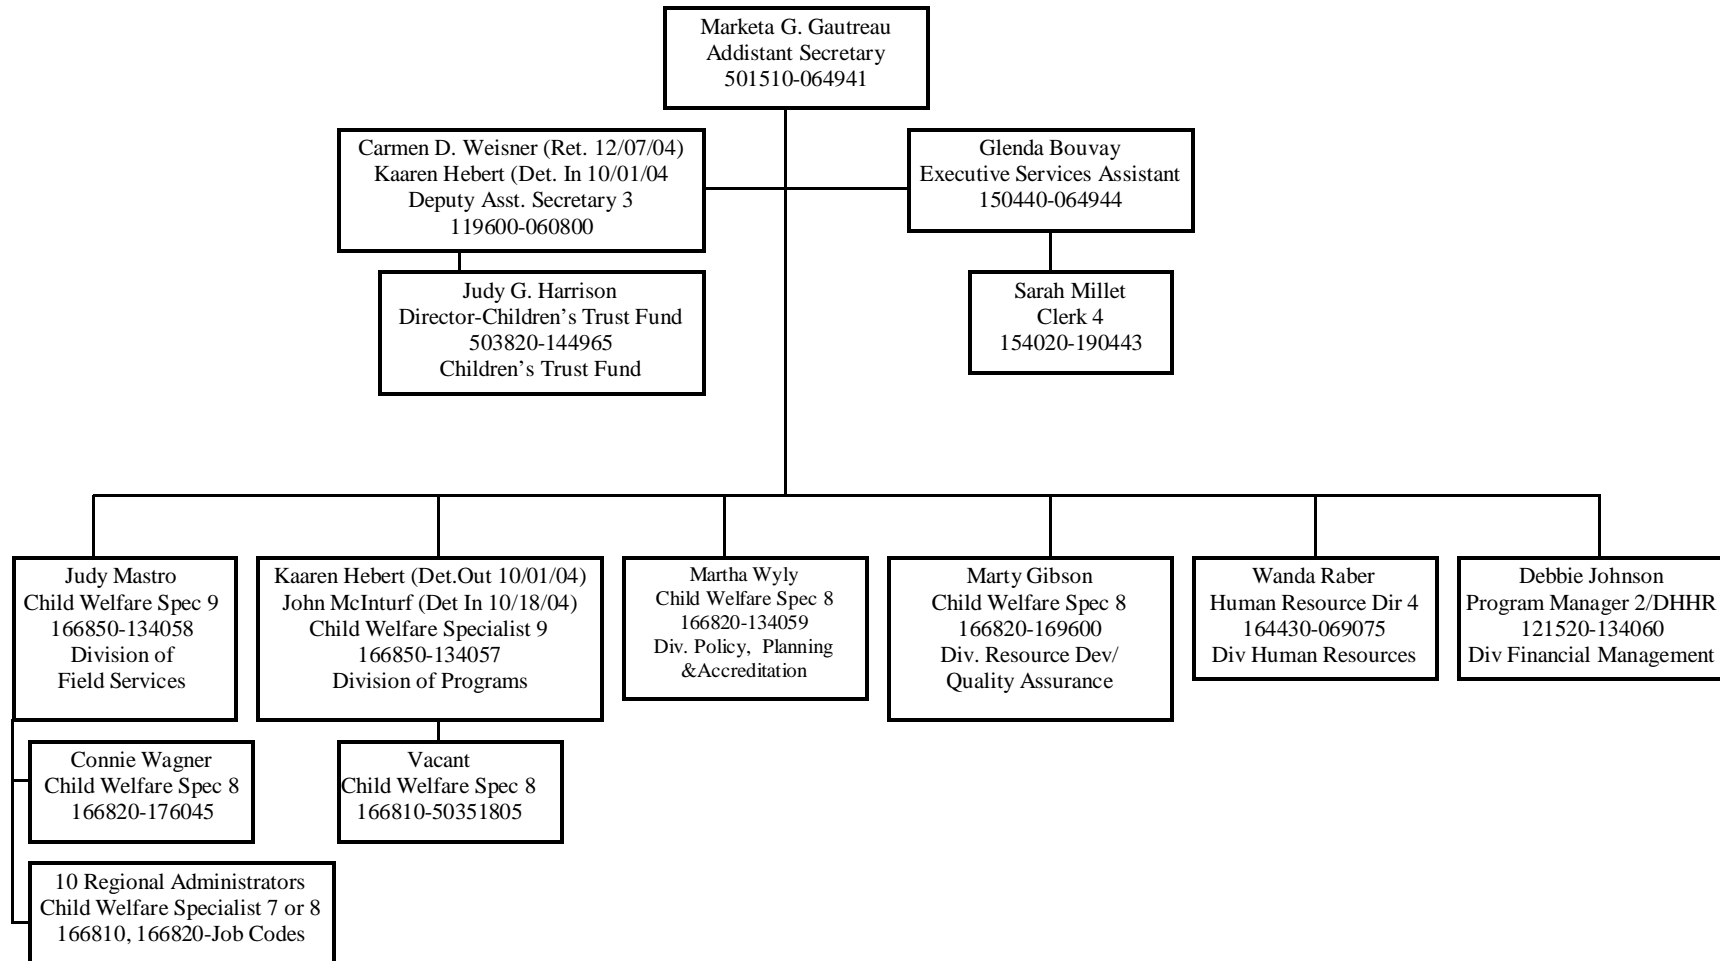 Marketa G. Gautreau
Addistant Secretary
501510-064941
Carmen D. Weisner (Ret. 12/07/04)
Kaaren Hebert (Det. In 10/01/04
Deputy Asst. Secretary 3
119600-060800
Glenda Bouvay
Executive Services Assistant
150440-064944
Judy G. Harrison
Director-Children’s Trust Fund
503820-144965
Children’s Trust Fund
Sarah Millet
Clerk 4
154020-190443
Judy Mastro
Child Welfare Spec 9
166850-134058
Division of
Field Services
Kaaren Hebert (Det.Out 10/01/04)
John McInturf (Det In 10/18/04)
Child Welfare Specialist 9
166850-134057
Division of Programs
Martha Wyly
Child Welfare Spec 8
166820-134059
Div. Policy, Planning
&Accreditation
Marty Gibson
Child Welfare Spec 8
166820-169600
Div. Resource Dev/
Quality Assurance
Wanda Raber
Human Resource Dir 4
164430-069075
Div Human Resources
Debbie Johnson
Program Manager 2/DHHR
121520-134060
Div Financial Management
Connie Wagner
Child Welfare Spec 8
166820-176045
Vacant
Child Welfare Spec 8
166810-50351805
10 Regional Administrators
Child Welfare Specialist 7 or 8
166810, 166820-Job Codes